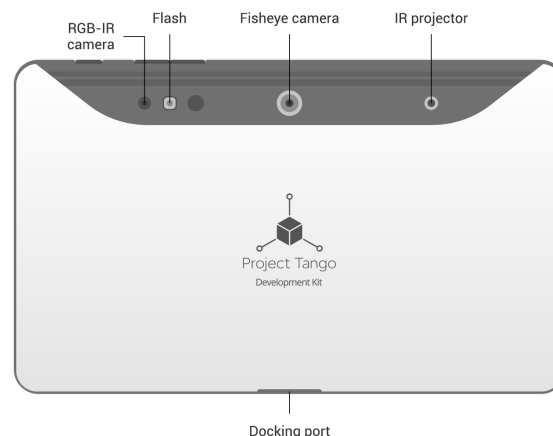 RGB-IR
camera
Flash
Fisheye camera
IR projector
Project Tango
Development Kit
Docking port